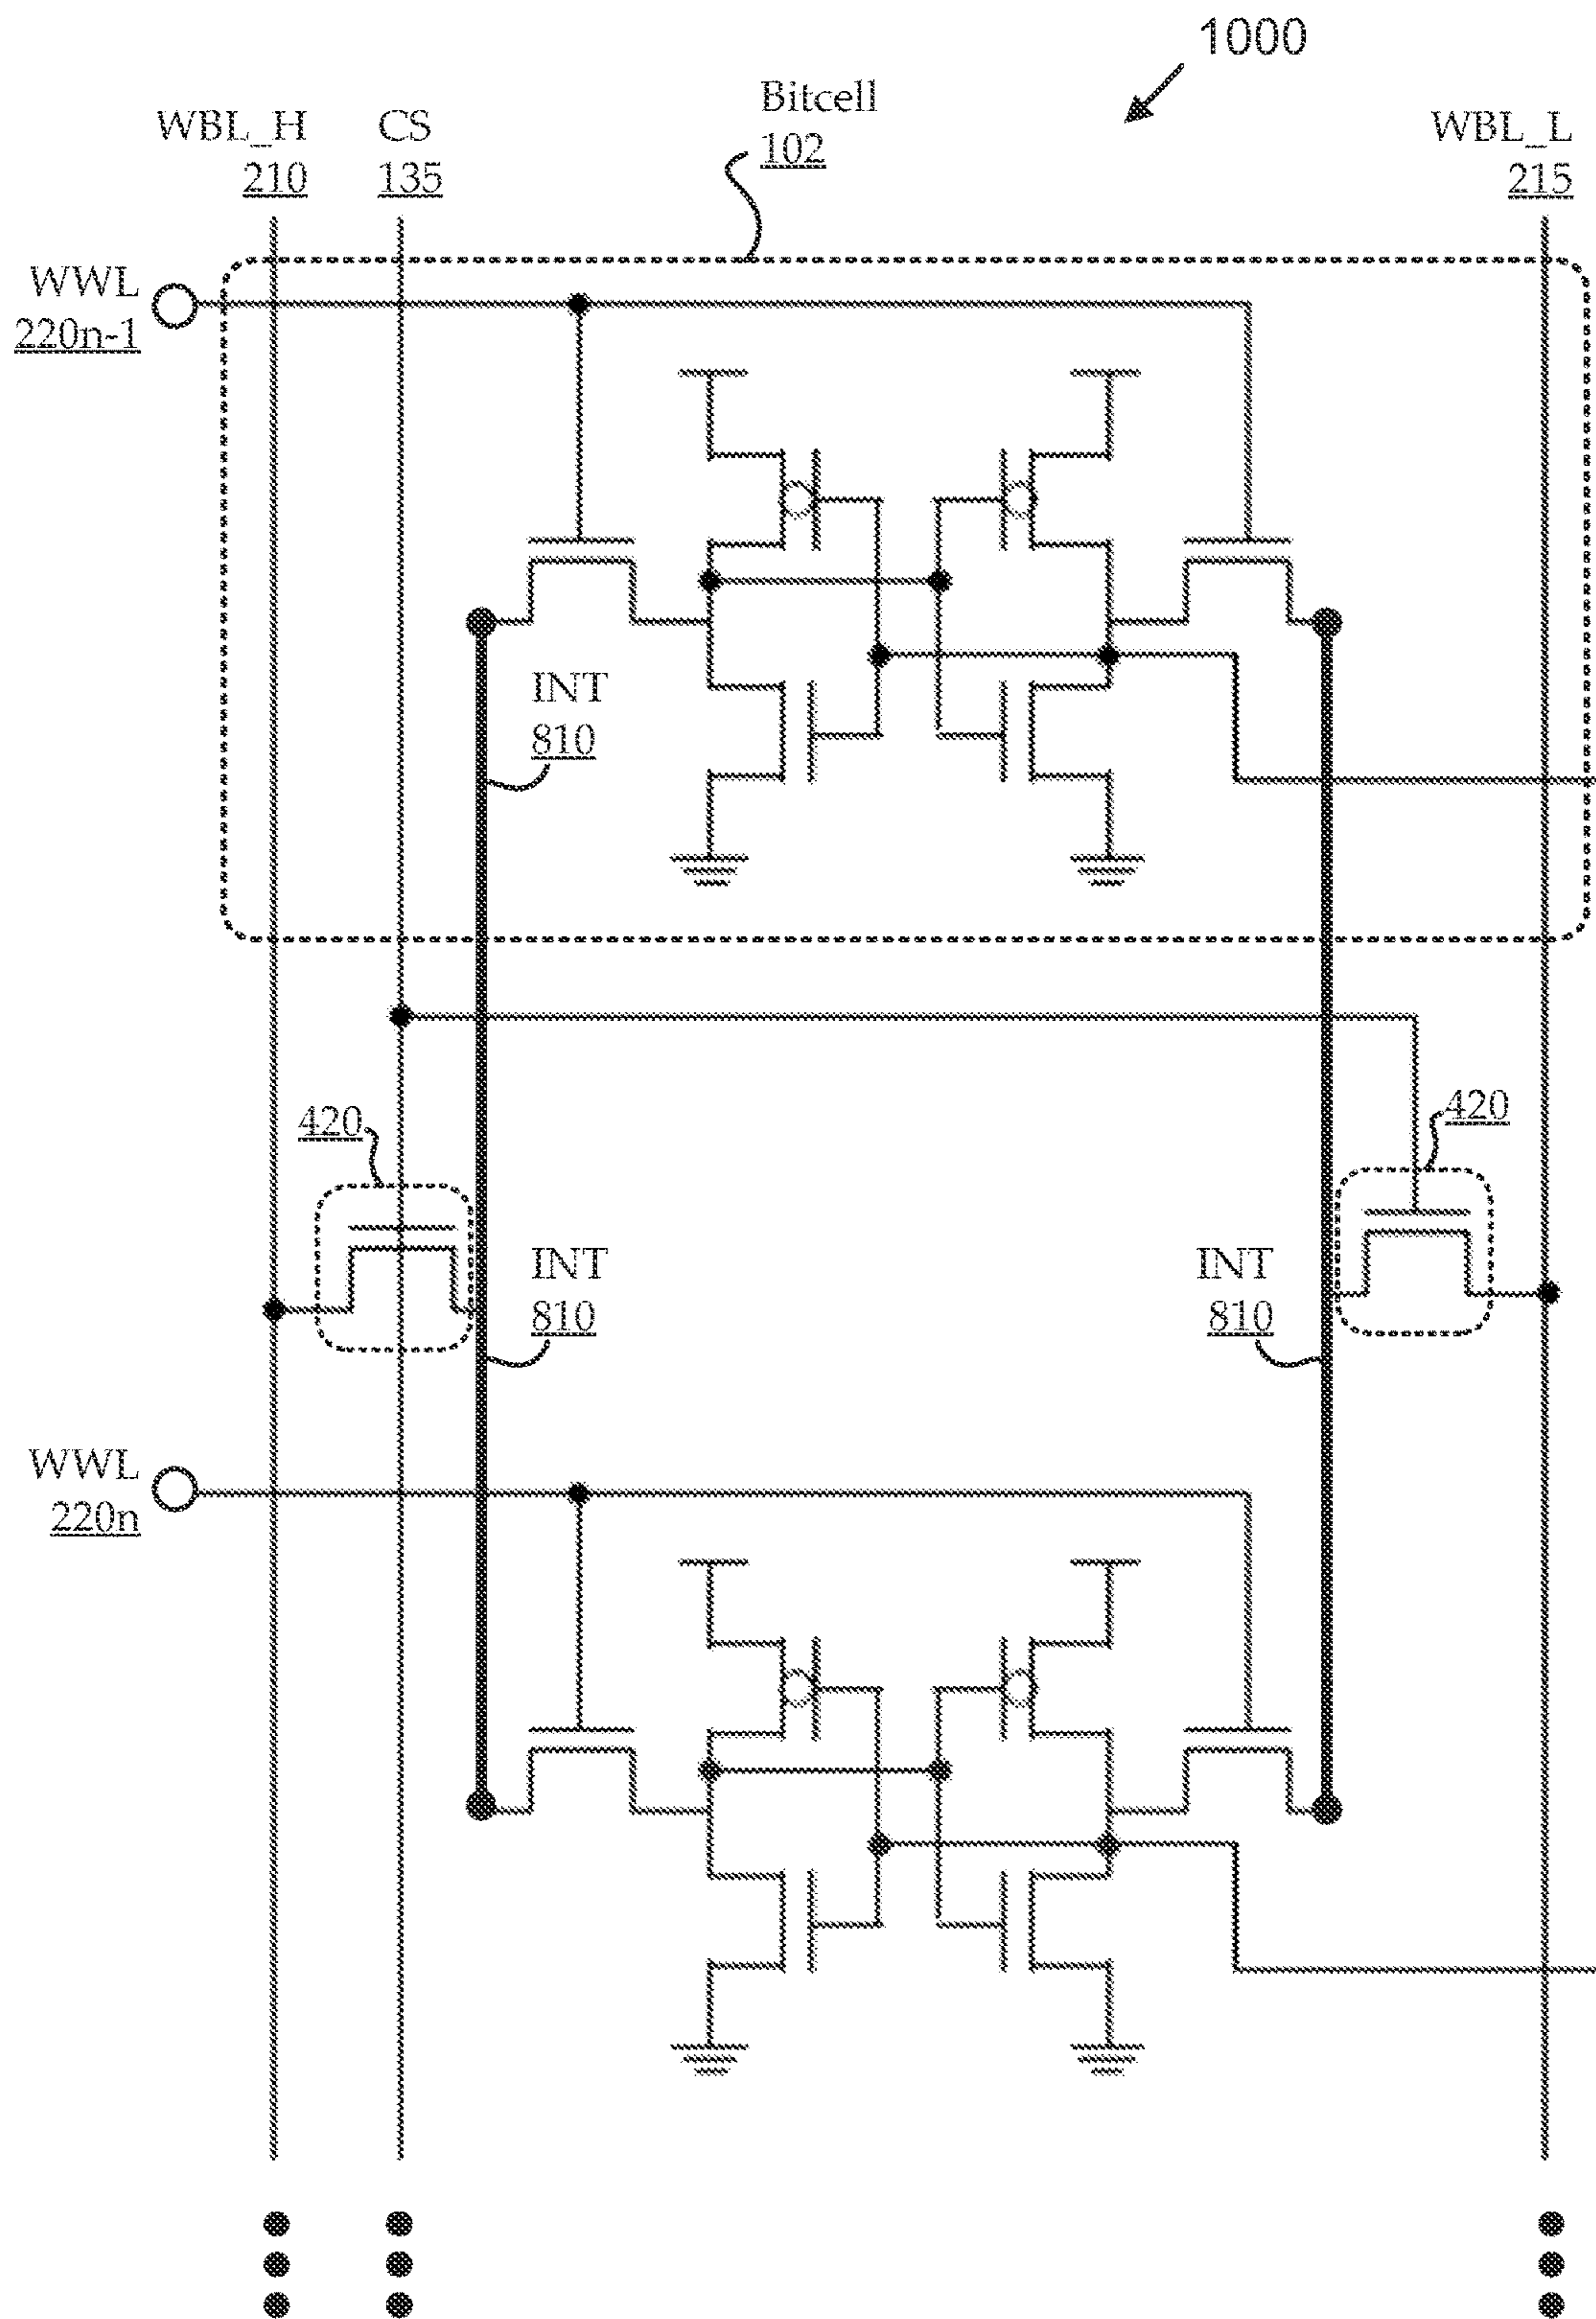 1000
Bitcell
102
WBL_H
210
CS
135
WBL_L
215
WWL
220n-1
INT
810
420
420
INT
810
INT
810
WWL
220n